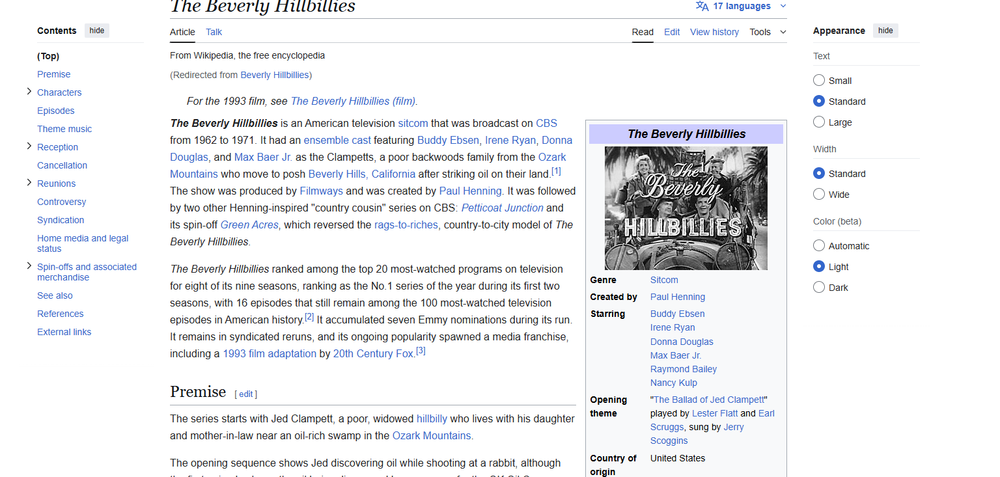 The Beverly Hillbillies
17 languages
Contents hide
(Top)
Premise
Characters
Episodes
Theme music
Reception
Cancellation
Reunions
Controversy
Syndication
Home media and legal
status
Spin-offs and associated
merchandise
See also
References
External links
Article Talk
Read Edit View history Tools
From Wikipedia, the free encyclopedia
(Redirected from Beverly Hillbillies)
For the 1993 film, see The Beverly Hillbillies (film).
The Beverly Hillbillies is an American television sitcom that was broadcast on CBS
from 1962 to 1971. It had an ensemble cast featuring Buddy Ebsen, Irene Ryan, Donna
Douglas, and Max Baer Jr. as the Clampetts, a poor backwoods family from the Ozark
Mountains who move to posh Beverly Hills, California after striking oil on their land.[1]
The show was produced by Filmways and was created by Paul Henning. It was followed
by two other Henning-inspired "country cousin" series on CBS: Petticoat Junction and
its spin-off Green Acres, which reversed the rags-to-riches, country-to-city model of The
Beverly Hillbillies.
The Beverly Hillbillies ranked among the top 20 most-watched programs on television
for eight of its nine seasons, ranking as the No.1 series of the year during its first two
seasons, with 16 episodes that still remain among the 100 most-watched television
episodes in American history.[2] It accumulated seven Emmy nominations during its run.
It remains in syndicated reruns, and its ongoing popularity spawned a media franchise,
including a 1993 film adaptation by 20th Century Fox.[3]
Premise [ edit ]
The series starts with Jed Clampett, a poor, widowed hillbilly who lives with his daughter
and mother-in-law near an oil-rich swamp in the Ozark Mountains.
The opening sequence shows Jed discovering oil while shooting at a rabbit, although
The Beverly Hillbillies
The
Beverly
HILLBILLIES
Genre Sitcom
Created by Paul Henning
Starring Buddy Ebsen
Irene Ryan
Donna Douglas
Max Baer Jr.
Raymond Bailey
Nancy Kulp
Opening "The Ballad of Jed Clampett"
theme played by Lester Flatt and Earl
Scruggs, sung by Jerry
Scoggins
Country of United States
origin
Appearance hide
Text
Small
Standard
Large
Width
Standard
Wide
Color (beta)
Automatic
Light
Dark